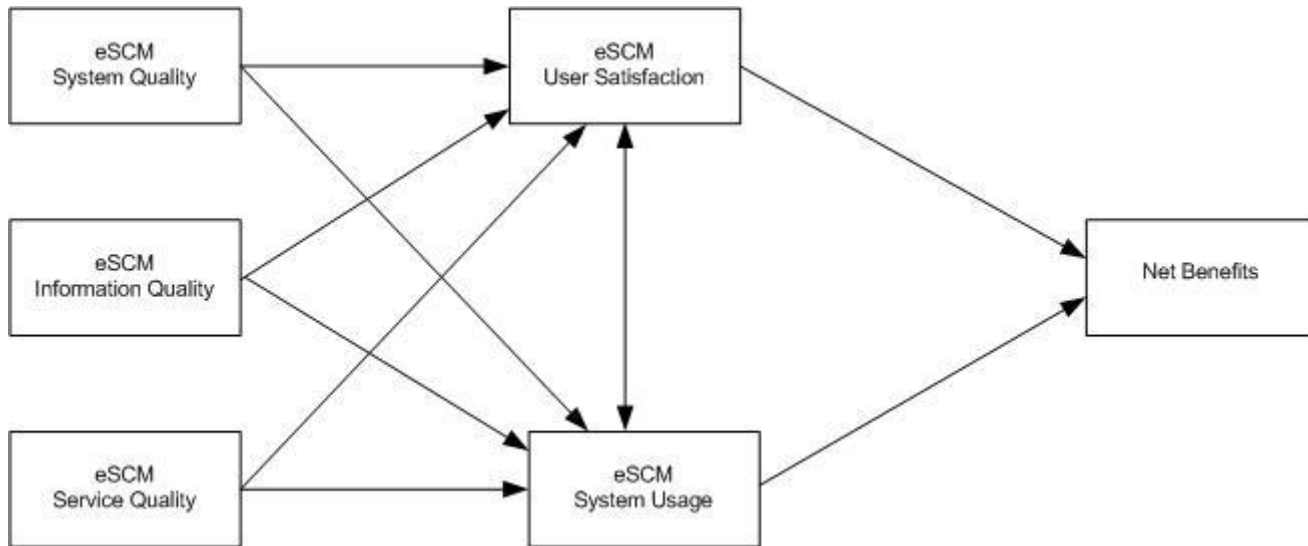 eSCM
System Quality
eSCM
User Satisfaction
eSCM
Information Quality
Net Benefits
eSCM
Service Quality
eSCM
System Usage